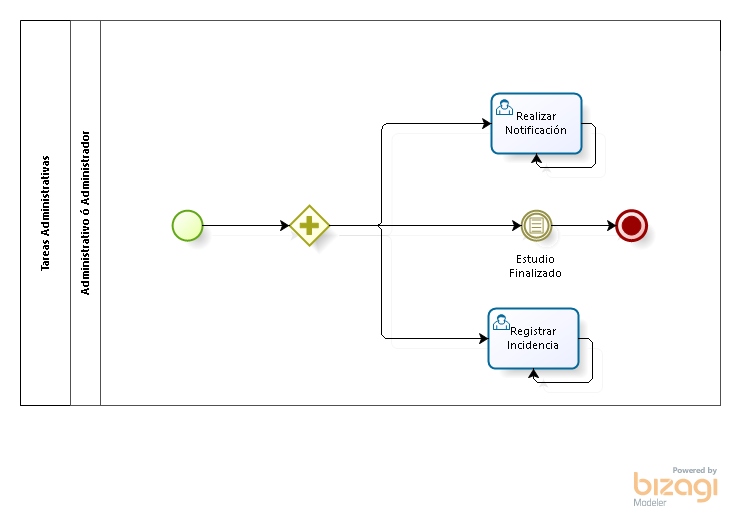 Tareas Administrativas
Administrativo ó Administrador
Realizar
Notificación
Estudio
Finalizado
Registrar
Incidencia
Powered by
bizagi
Modeler